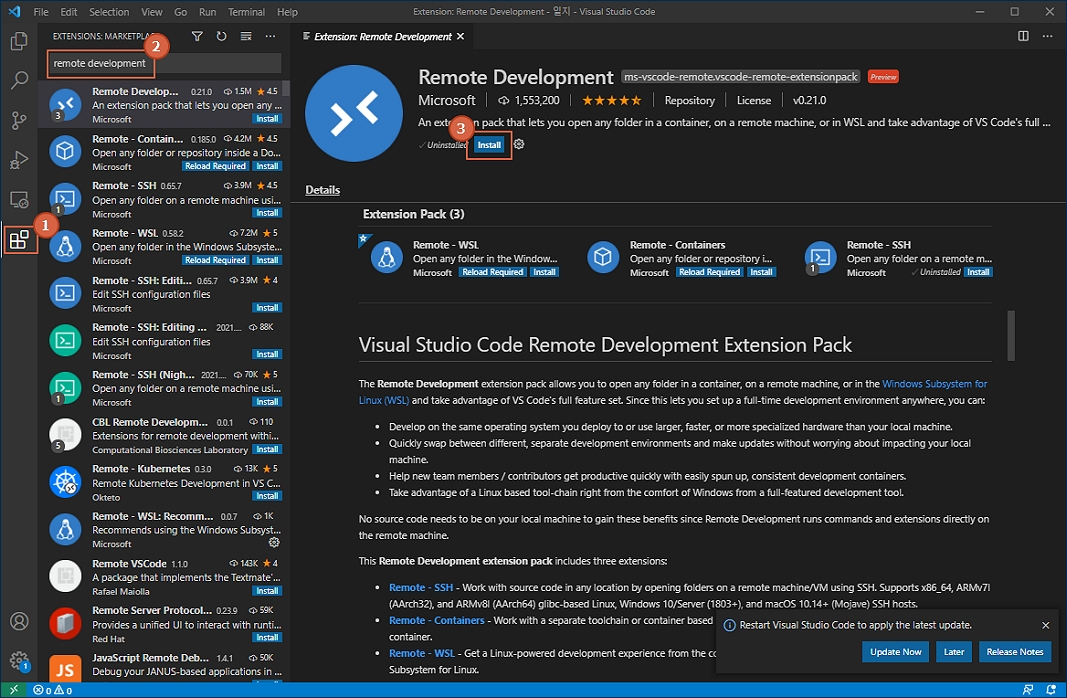 File Edit Selection View Go Run Terminal Help
Extension: Remote Development - 일지 - Visual Studio Code
EXTENSIONS: MARKETPLA
2
remote development
Remote Develop... 0.21.0 1.5M 4.5
An extension pack that lets you open any ...
3
Microsoft Install
Remote - Contain... 0.185.0 4.2M 4.5
Open any folder or repository inside a Do...
Microsoft Reload Required Install
Remote - SSH 0.65.7 3.9M 4.5
Open any folder on a remote machine usi...
1
Microsoft Install
1
Remote - WSL 0.58.2 7.2M 5
Open any folder in the Windows Subsyste...
Microsoft Reload Required Install
Remote - SSH: Editi... 0.65.7 3.9M 4
Edit SSH configuration files
Microsoft Install
Remote - SSH: Editing ... 2021.... 88K
Edit SSH configuration files
Microsoft Install
Remote - SSH (Nigh... 2021.... 70K 5
Open any folder on a remote machine usi...
1
Microsoft Install
CBL Remote Developm... 0.0.1 110
Extensions for remote development withi...
5
Computational Biosciences Laboratory Install
Remote - Kubernetes 0.3.0 13K 5
Remote Kubernetes Development in VS C...
Okteto Install
Remote - WSL: Recomm... 0.0.7 1K
Recommends using the Windows Subsyst...
Microsoft
Remote VSCode 1.1.0 143K 4
A package that implements the Textmate'...
Rafael Maiolla Install
Remote Server Protocol... 0.23.9 59K
Provides a unified UI to interact with runti...
Red Hat Install
JavaScript Remote Deb... 1.4.1 50K
JS
Debug your JANUS-based applications in ...
1
0 0
Extension: Remote Development
Remote Development ms-vscode-remote.vscode-remote-extensionpack Preview
Microsoft 1,553,200 Repository License v0.21.0
An extension pack that lets you open any folder in a container, on a remote machine, or in WSL and take advantage of VS Code's full ...
3
Uninstalled Install
Details
Extension Pack (3)
Remote - WSL
Open any folder in the Window...
Microsoft Reload Required Install
Remote - Containers
Open any folder or repository i...
Microsoft Reload Required Install
Remote - SSH
Open any folder on a remote m...
1
Microsoft Uninstalled Install
Visual Studio Code Remote Development Extension Pack
The Remote Development extension pack allows you to open any folder in a container, on a remote machine, or in the Windows Subsystem for
Linux (WSL) and take advantage of VS Code's full feature set. Since this lets you set up a full-time development environment anywhere, you can:
• Develop on the same operating system you deploy to or use larger, faster, or more specialized hardware than your local machine.
• Quickly swap between different, separate development environments and make updates without worrying about impacting your local
machine.
• Help new team members / contributors get productive quickly with easily spun up, consistent development containers.
• Take advantage of a Linux based tool-chain right from the comfort of Windows from a full-featured development tool.
No source code needs to be on your local machine to gain these benefits since Remote Development runs commands and extensions directly on
the remote machine.
This Remote Development extension pack includes three extensions:
• Remote - SSH - Work with source code in any location by opening folders on a remote machine/VM using SSH. Supports x86_64, ARMv7l
(AArch32), and ARMv8l (AArch64) glibc-based Linux, Windows 10/Server (1803+), and macOS 10.14+ (Mojave) SSH hosts.
• Remote - Containers - Work with a separate toolchain or container based
container.
• Remote - WSL - Get a Linux-powered development experience from the co
Subsystem for Linux.
Restart Visual Studio Code to apply the latest update.
Update Now Later Release Notes